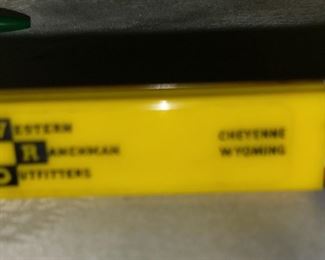 WESTERN
RANCHMAN
OUTFITTERS
CHEYENNE
WYOMING